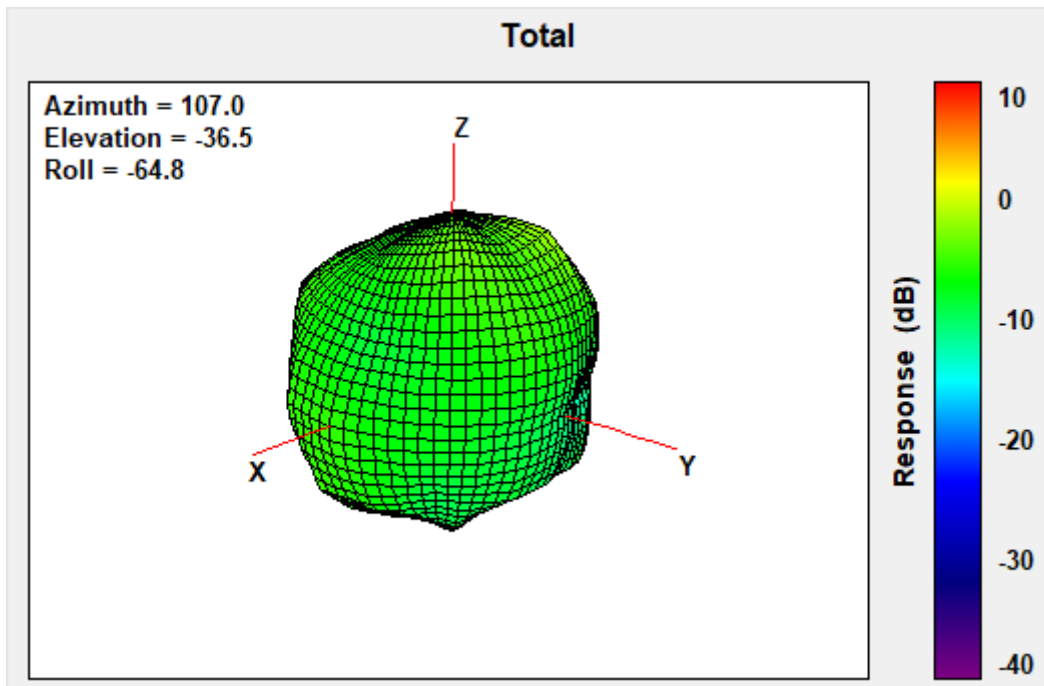 Total
Azimuth = 107.0
Elevation = -36.5
Roll = -64.8
Z
X
Y
10
0
-10
-20
-30
-40
Response (dB)